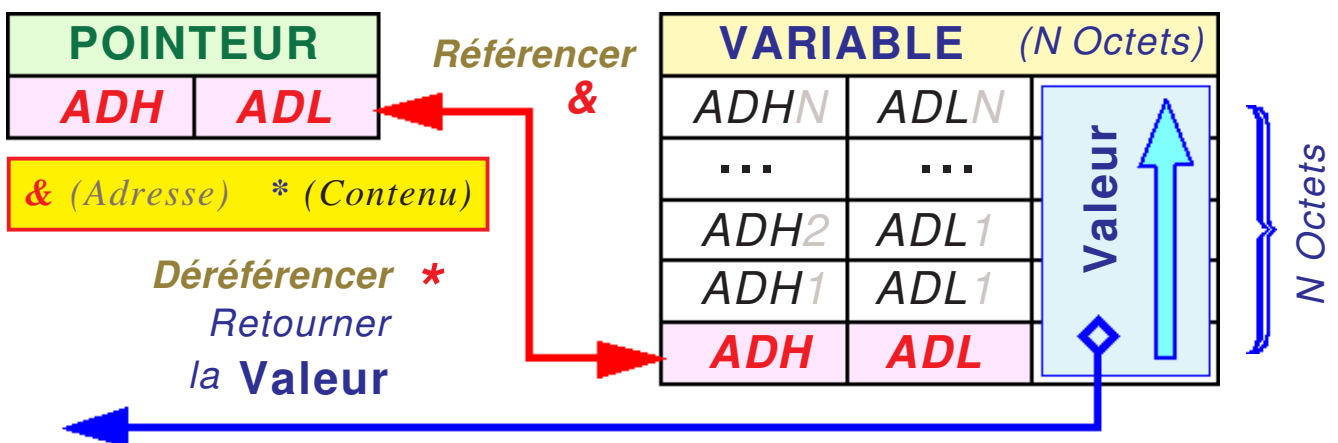 POINTEUR
ADH ADL
& (Adresse) * (Contenu)
Référencer
&
Déréférencer *
Retourner
la Valeur
VARIABLE (N Octets)
ADHN ADLN
... ...
ADH2 ADL1
ADH1 ADL1
ADH ADL
Valeur
N Octets